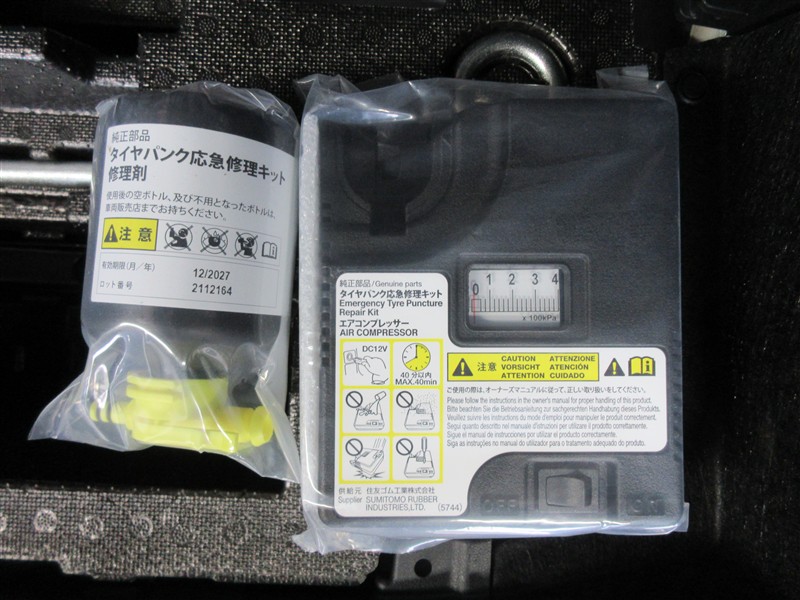 純正部品
タイヤパンク応急修理キット
修理剤
使用後の空ボトル、及び不用となったボトルは、
車両販売店までお持ちください。
注意
有効期限(月/年)
12/2027
ロット番号
2112164
0 1 2 3 4
x 100kPa
純正部品/Genuine parts
タイヤパンク応急修理キット
Emergency Tyre Puncture
Repair Kit
エアコンプレッサー
AIR COMPRESSOR
DC12V
40分以内
MAX.40min
注意
CAUTION ATTENZIONE
VORSICHT ATENCIÓN
ATTENTION CUIDADO
ご使用の際は、オーナーズマニュアルに従って、正しい取り扱いをしてください。
Please follow the instructions in the owner's manual for proper handling of this product.
Bitte beachten Sie die Betriebsanleitung zur sachgerechten Handhabung dieses Produkts.
Veuillez suivre les instructions du mode d'emploi pour manipuler le produit correctement.
Segui quanto descritto nel manuale d'istruzioni per utilizzare il prodotto correttamente.
Sigue el manual de instrucciones por utilizar el producto correctamente.
Siga as instruções no manual do utilizador para o tratamento adequado do produto.
供給元 住友ゴム工業株式会社
Supplier SUMITOMO RUBBER
INDUSTRIES,LTD. (5744)